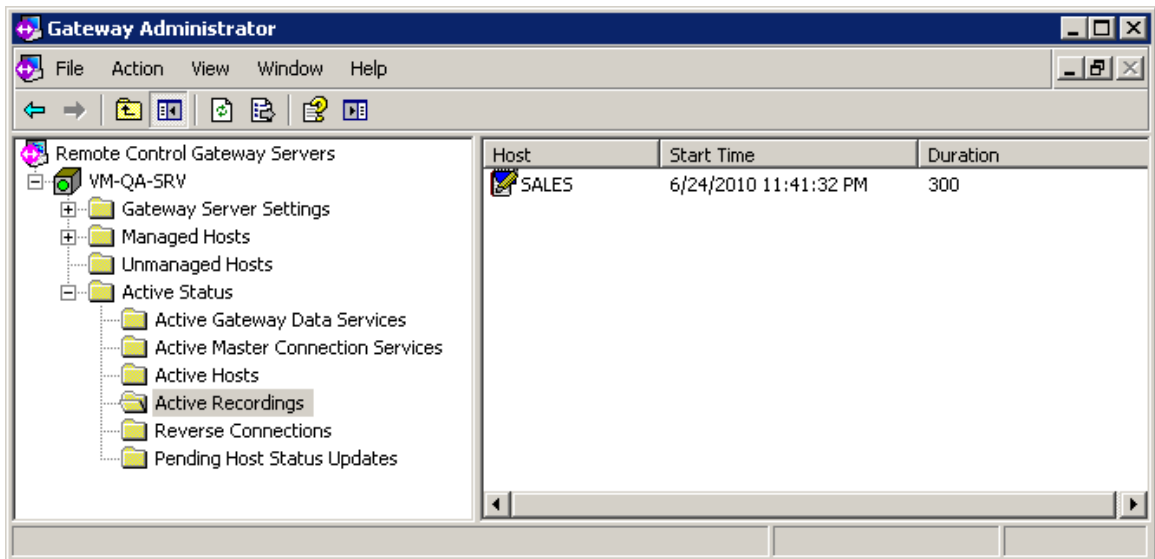 Gateway Administrator
File Action View Window Help
Remote Control Gateway Servers
VM-QA-SRV
Gateway Server Settings
Managed Hosts
Unmanaged Hosts
Active Status
Active Gateway Data Services
Active Master Connection Services
Active Hosts
Active Recordings
Reverse Connections
Pending Host Status Updates
Host Start Time Duration
SALES 6/24/2010 11:41:32 PM 300